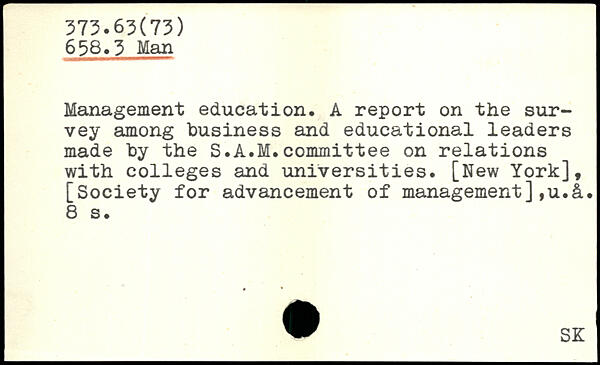 373.63(73)
658.3 Man
Management education. A report on the sur-
vey among business and educational leaders
made by the S.A.M.committee on relations
with colleges and universities. [New York],
[Society for advancement of management],u.å.
8 s.
SK